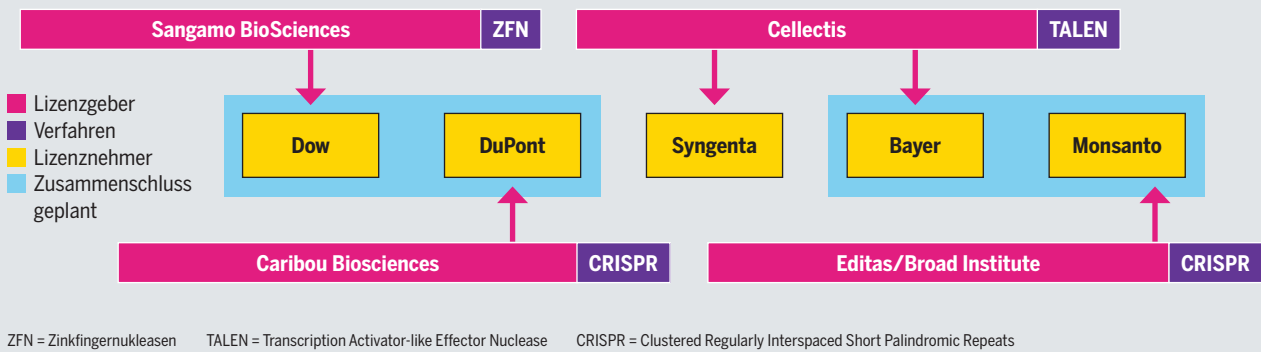 Sangamo BioSciences ZFN
Cellectis TALEN
Lizenzgeber
Verfahren
Lizenznehmer
Zusammenschluss
geplant
Dow
DuPont
Syngenta
Bayer
Monsanto
Caribou Biosciences CRISPR
Editas/Broad Institute CRISPR
ZFN = Zinkfingernukleasen TALEN = Transcription Activator-like Effector Nuclease CRISPR = Clustered Regularly Interspaced Short Palindromic Repeats